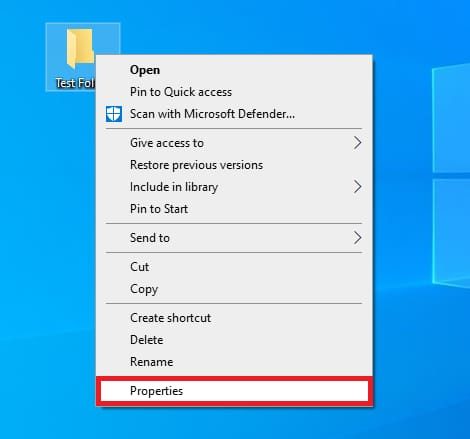 Test Fol
Open
Pin to Quick access
Scan with Microsoft Defender...
Give access to
Restore previous versions
Include in library
Pin to Start
Send to
Cut
Copy
Create shortcut
Delete
Rename
Properties